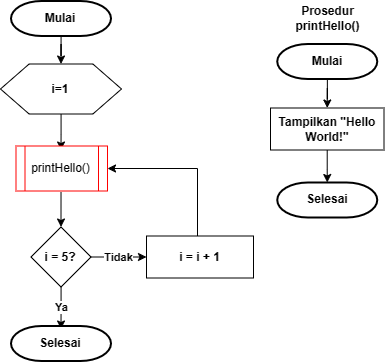 Mulai
i=1
printHello()
i = 5?
Tidak
i = i + 1
Ya
Selesai
Prosedur
printHello()
Mulai
Tampilkan "Hello
World!"
Selesai